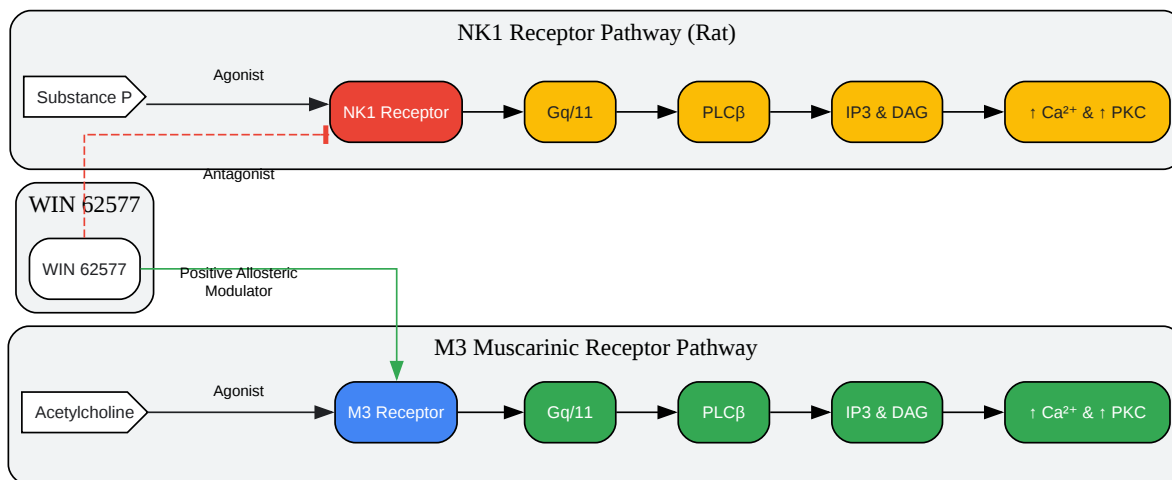 NK1 Receptor Pathway (Rat)
Agonist
Substance P
NK1 Receptor
Gq/11
PLCβ
IP3 & DAG
↑ Ca²⁺ & ↑ PKC
Antagonist
WIN 62577
WIN 62577
Positive Allosteric
Modulator
M3 Muscarinic Receptor Pathway
Agonist
Acetylcholine
M3 Receptor
Gq/11
PLCβ
IP3 & DAG
↑ Ca²⁺ & ↑ PKC